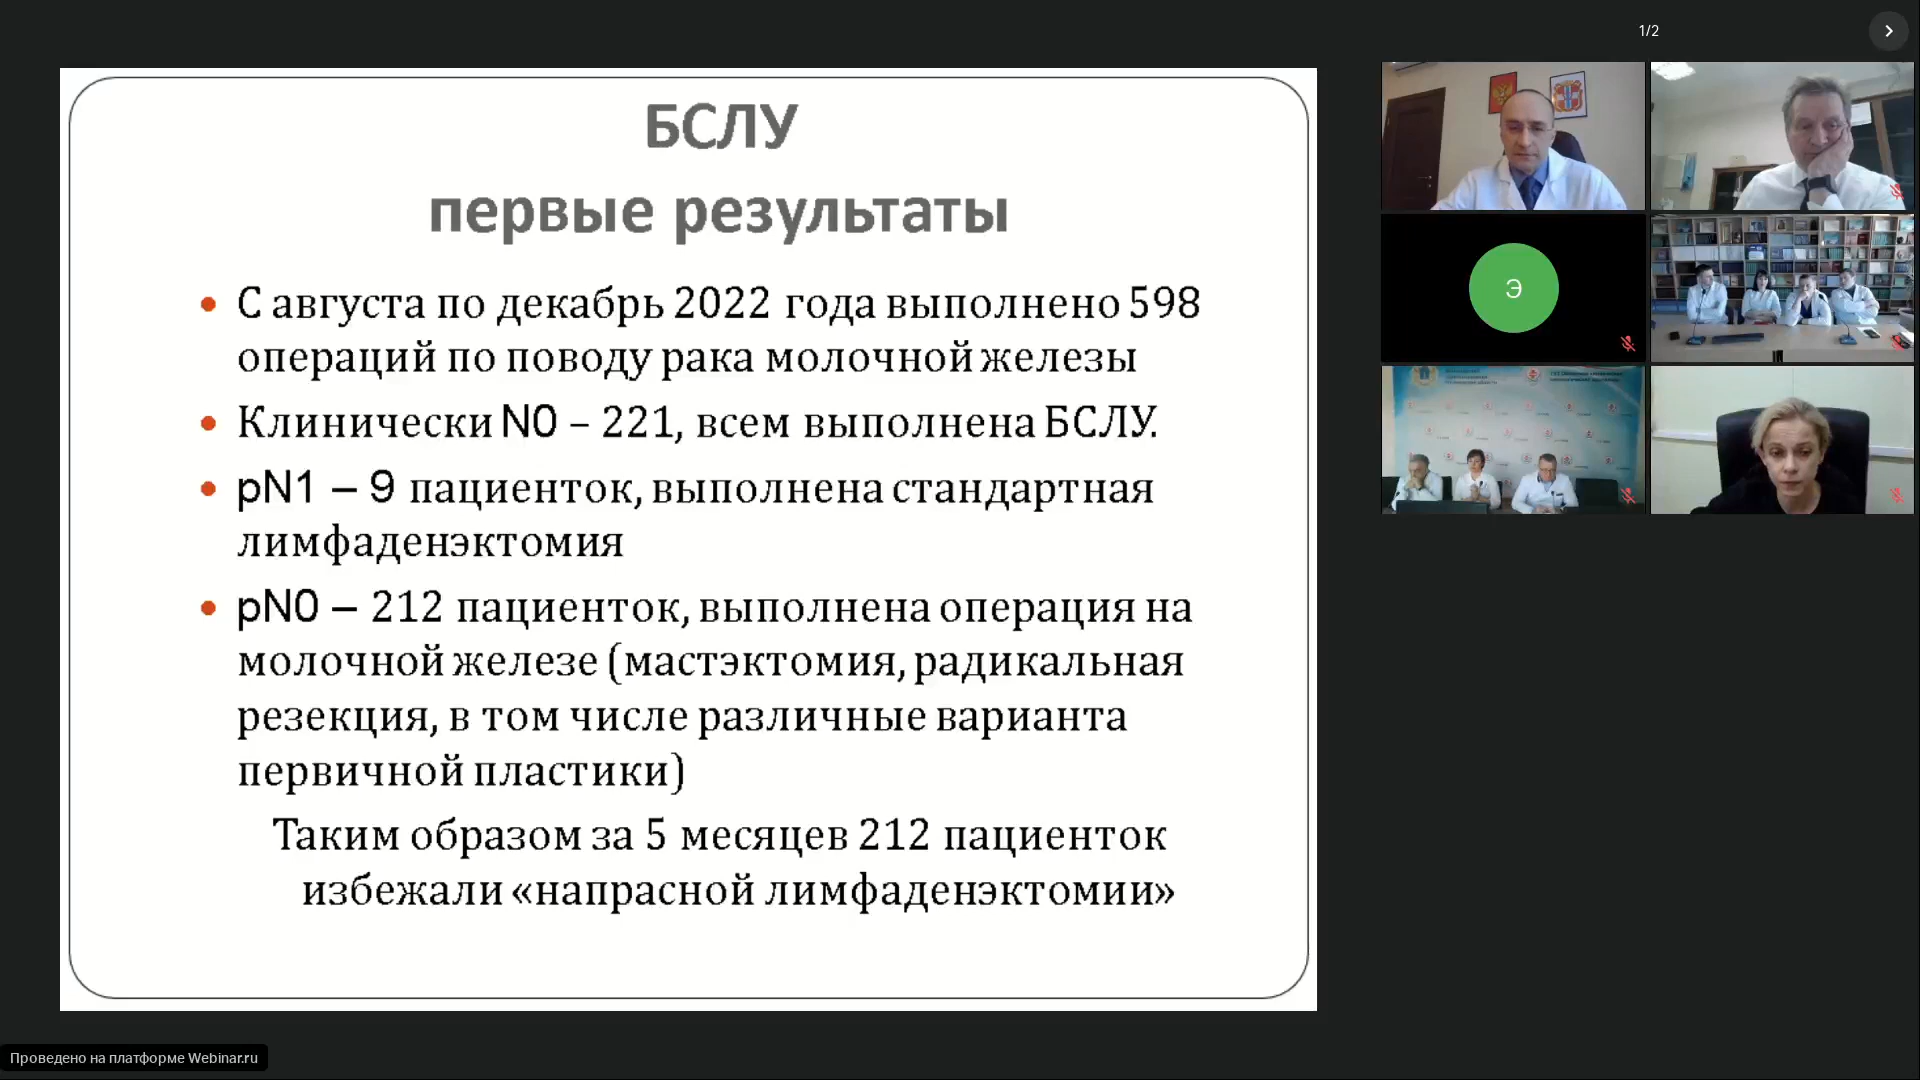 1/2
БСЛУ
первые результаты
• С августа по декабрь 2022 года выполнено 598
операций по поводу рака молочной железы
• Клинически N0 – 221, всем выполнена БСЛУ.
• pN1 – 9 пациенток, выполнена стандартная
лимфаденэктомия
• pN0 – 212 пациенток, выполнена операция на
молочной железе (мастэктомия, радикальная
резекция, в том числе различные варианта
первичной пластики)
Таким образом за 5 месяцев 212 пациенток
избежали «напрасной лимфаденэктомии»
Э
Проведено на платформе Webinar.ru